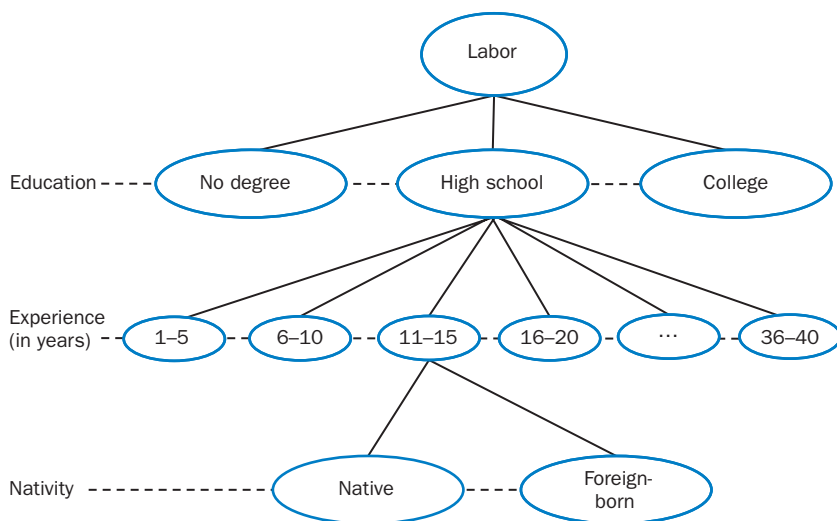 Labor
Education
No degree
High school
College
Experience
(in years)
1–5
6–10
11–15
16–20
...
36–40
Nativity
Native
Foreign-
born